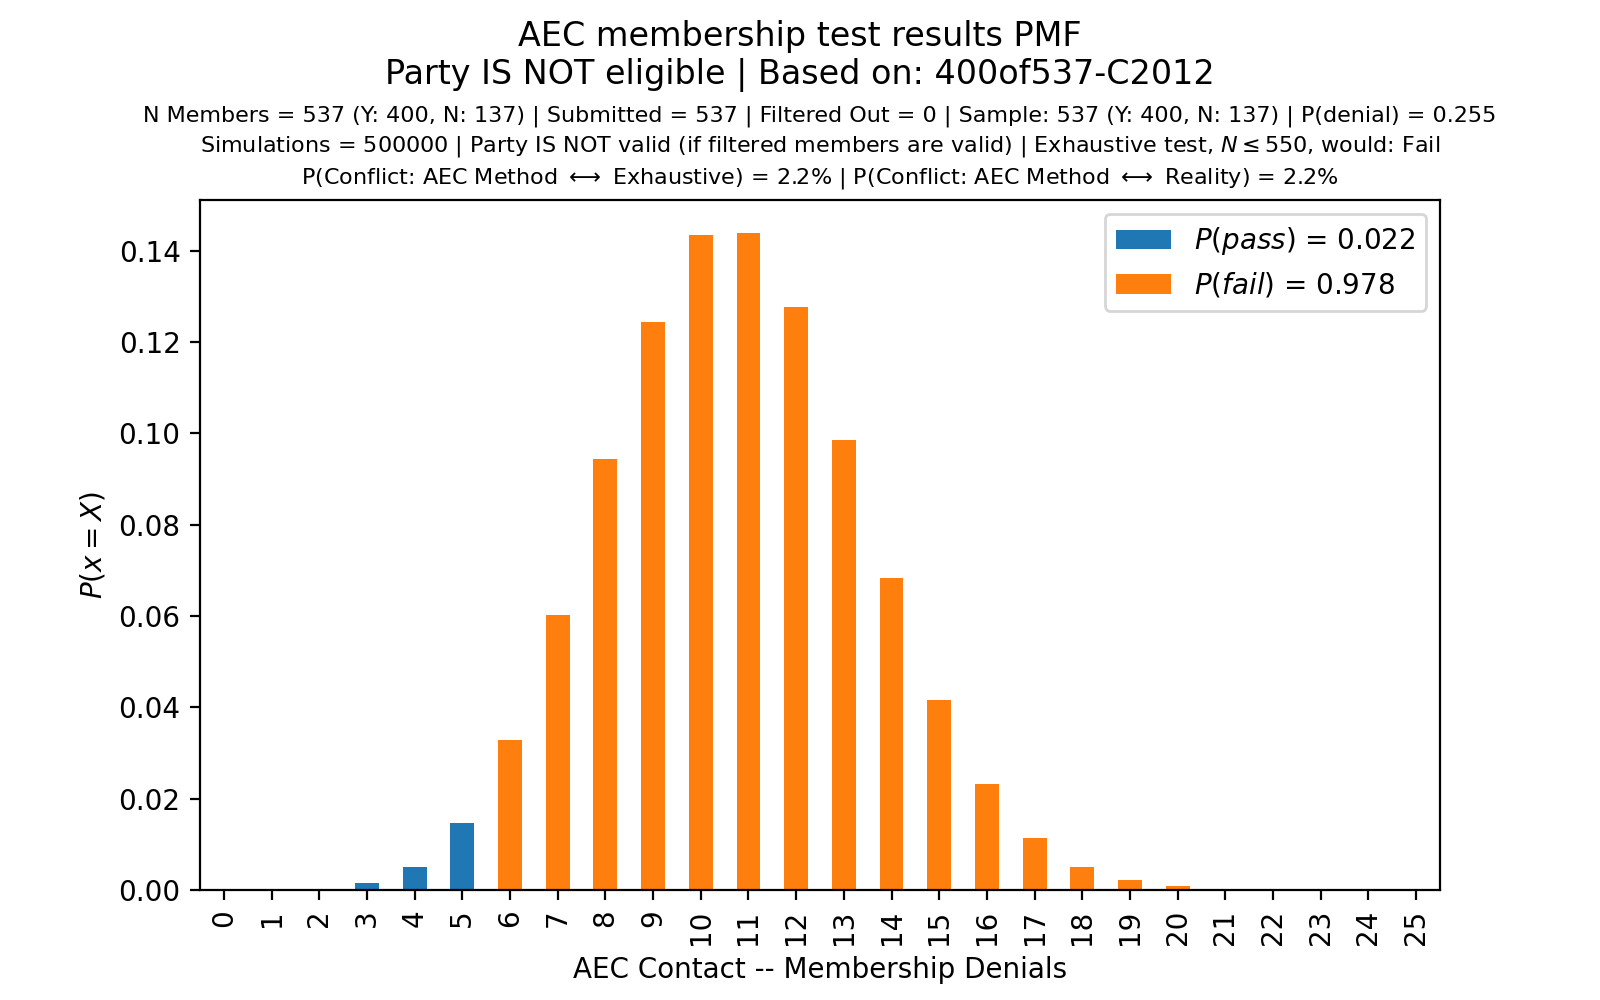 AEC membership test results PMF
Party IS NOT eligible | Based on: 400of537-C2012
N Members = 537 (Y: 400, N: 137) | Submitted = 537 | Filtered Out = 0 | Sample: 537 (Y: 400, N: 137) | P(denial) = 0.255
Simulations = 500000 | Party IS NOT valid (if filtered members are valid) | Exhaustive test, N ≤ 550, would: Fail
P(Conflict: AEC Method ⟷ Exhaustive) = 2.2% | P(Conflict: AEC Method ⟷ Reality) = 2.2%
P(pass) = 0.022
P(fail) = 0.978
0.14
0.12
0.10
0.08
0.06
0.04
0.02
0.00
P(x = X)
0 1 2 3 4 5 6 7 8 9 10 11 12 13 14 15 16 17 18 19 20 21 22 23 24 25
AEC Contact -- Membership Denials